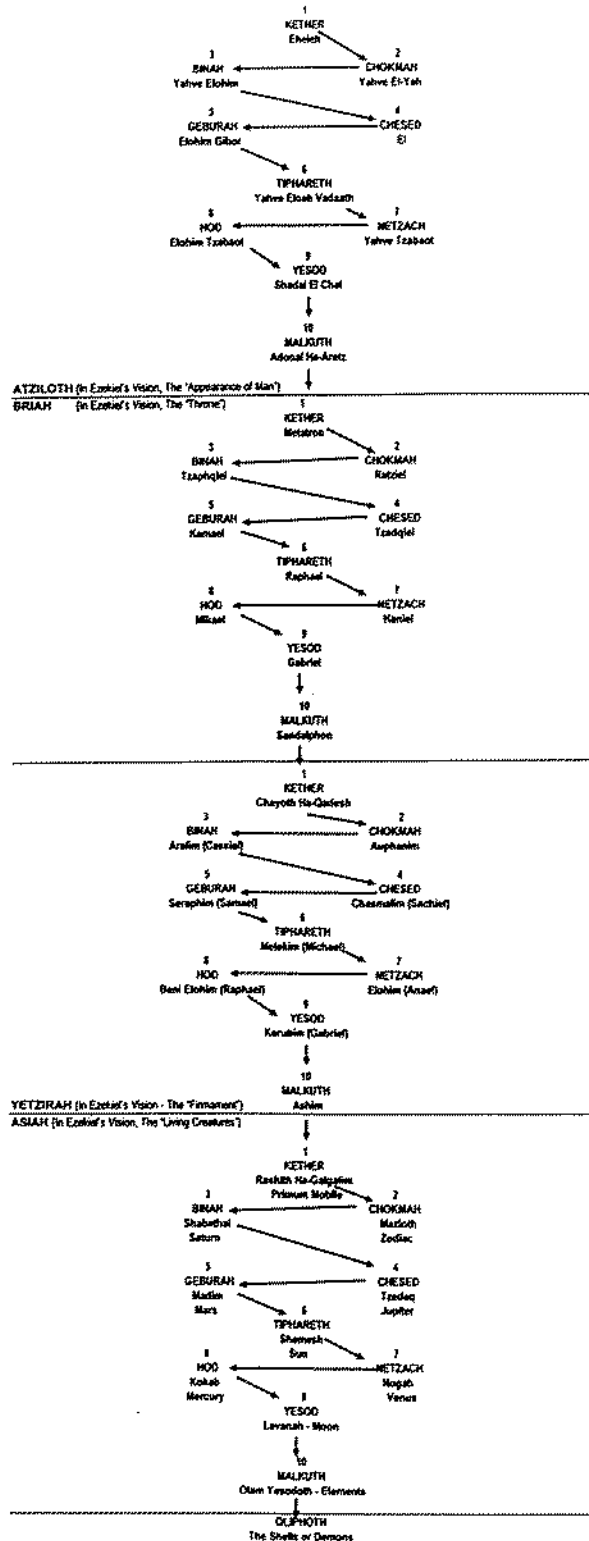 1
KETHER
Eheieh
3 2
BINAH CHOKMAH
Yahve Elohim Yahve El-Yah
5 4
GEBURAH CHESED
Elohim Gibor El
6
TIPHARETH
Yahve Eloah Vadaath
8 7
HOD NETZACH
Elohim Tzabaot Yahve Tzabaot
9
YESOD
Shadai El Chai
10
MALKUTH
Adonai Ha-Aretz
ATZILOTH (In Ezekiel's Vision, The "Appearance of Man")
BRIAH (In Ezekiel's Vision, The "Throne")
1
KETHER
Metatron
3 2
BINAH CHOKMAH
Tzaphqiel Ratziel
5 4
GEBURAH CHESED
Kamael Tzadqiel
6
TIPHARETH
Raphael
8 7
HOD NETZACH
Mikael Haniel
9
YESOD
Gabriel
10
MALKUTH
Sandalphon
1
KETHER
Chayoth Ha-Qadesh
3 2
BINAH CHOKMAH
Aralim (Cassiel) Auphanim
5 4
GEBURAH CHESED
Seraphim (Samael) Chasmalim (Sachiel)
6
TIPHARETH
Melekim (Michael)
8 7
HOD NETZACH
Beni Elohim (Raphael) Elohim (Anael)
9
YESOD
Kerubim (Gabriel)
10
MALKUTH
YETZIRAH (In Ezekiel's Vision - The "Firmament") Ashim
ASIAH (In Ezekiel's Vision, The "Living Creatures")
1
KETHER
Rashith Ha-Galgalim
Primum Mobile
3 2
BINAH CHOKMAH
Shabathai Mazloth
Saturn Zodiac
5 4
GEBURAH CHESED
Madim Tzedaq
Mars Jupiter
6
TIPHARETH
Shemesh
Sun
8 7
HOD NETZACH
Kokab Nogah
Mercury Venus
9
YESOD
Levanah - Moon
10
MALKUTH
Olam Yesodoth - Elements
QLIPHOTH
The Shells or Demons